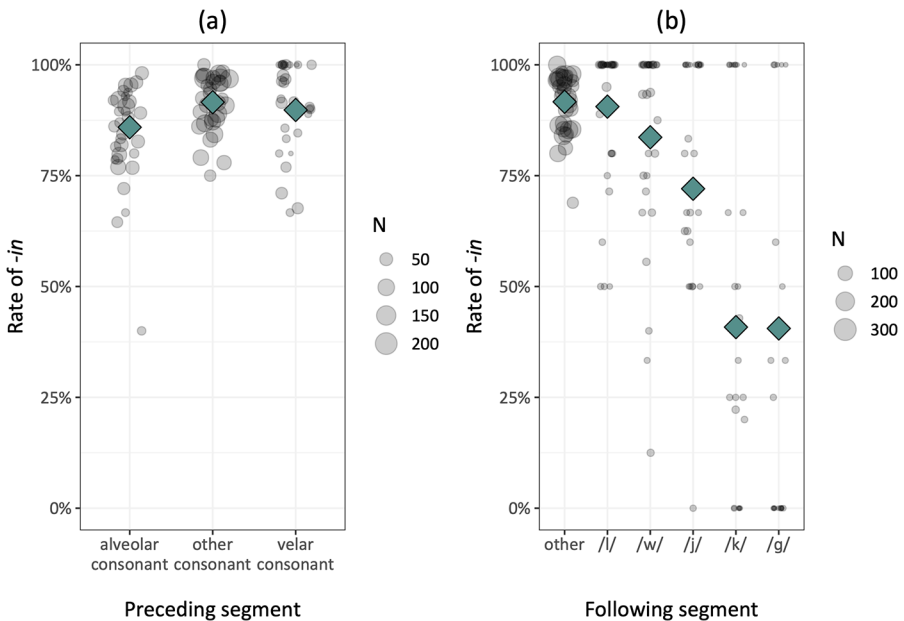 (a)
100%
75%
50%
25%
0%
Rate of -in
alveolar consonant
other consonant
velar consonant
Preceding segment
N
50
100
150
200
(b)
100%
75%
50%
25%
0%
Rate of -in
other
/l/
/w/
/j/
/k/
/g/
Following segment
N
100
200
300